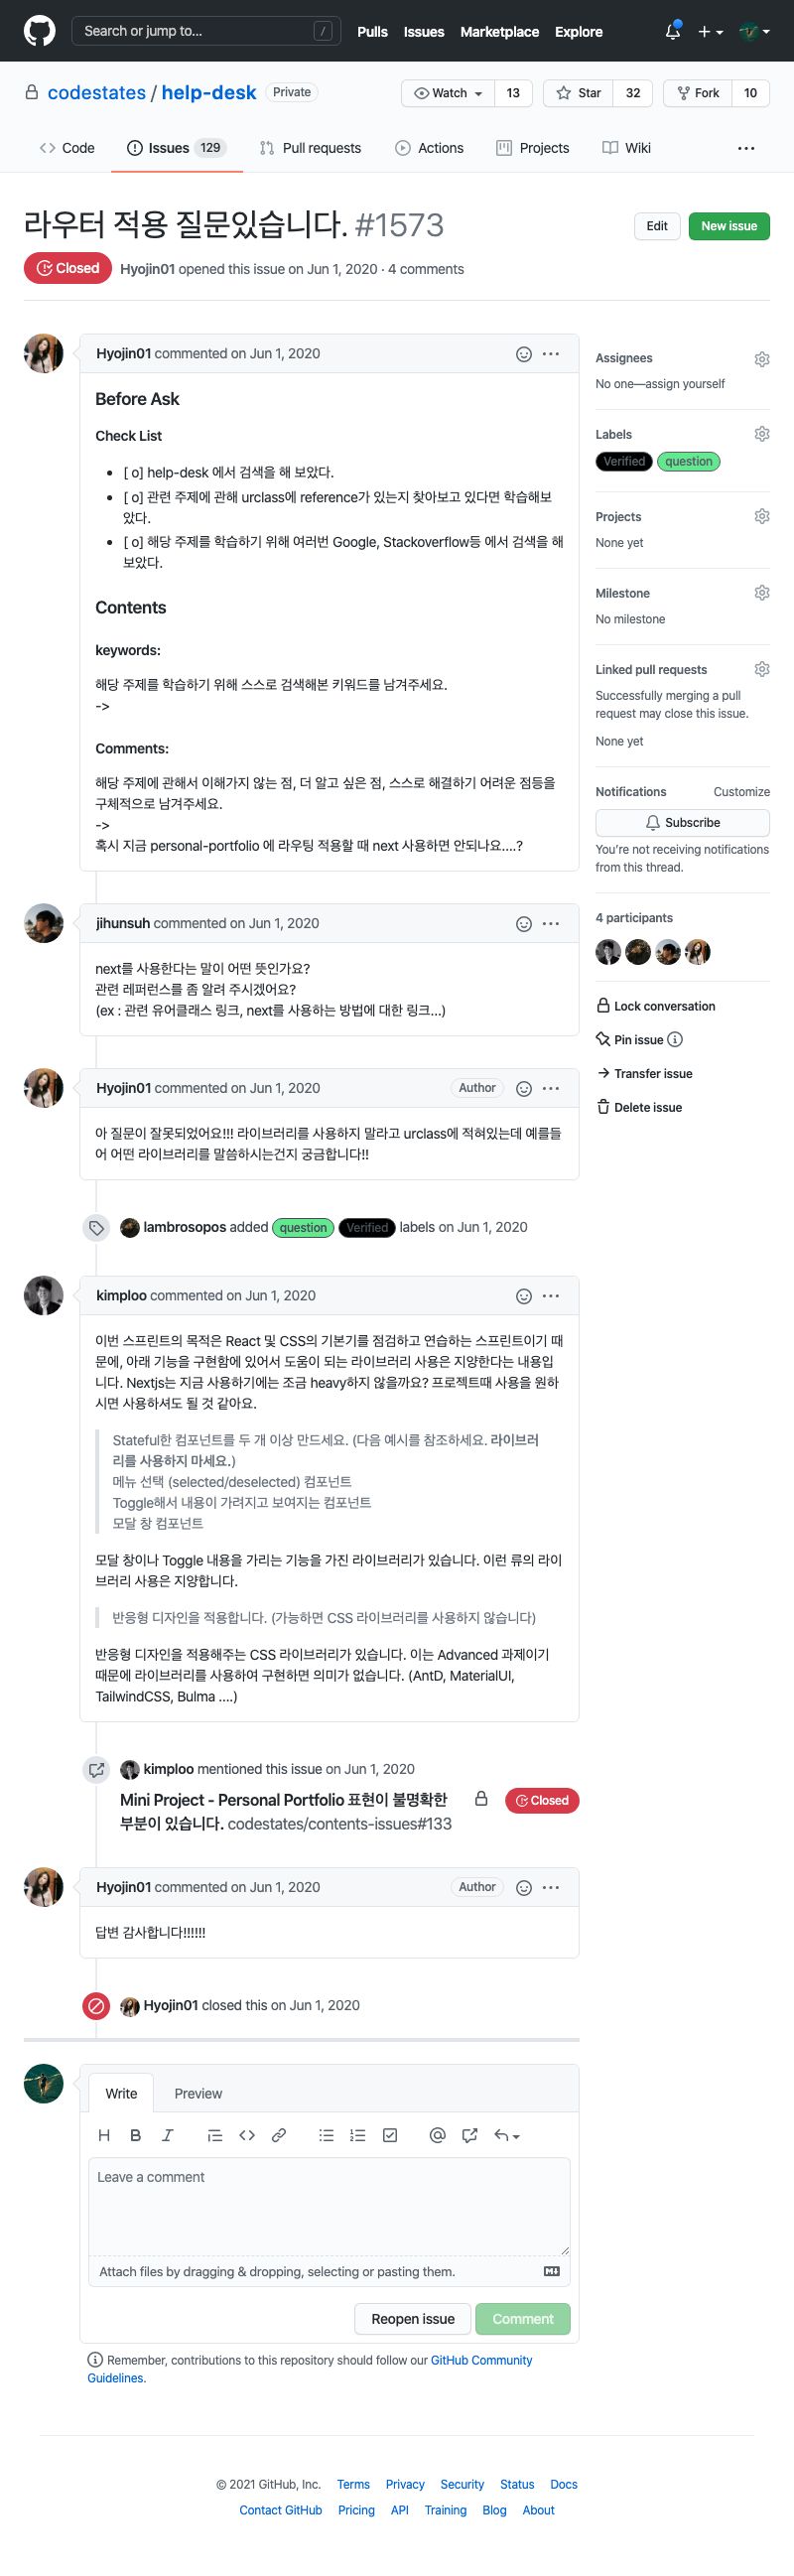 Search or jump to...
/
Pulls Issues Marketplace Explore
codestates / help-desk Private
Watch 13 Star 32 Fork 10
Code Issues 129 Pull requests Actions Projects Wiki ...
라우터 적용 질문있습니다. #1573
Edit New issue
Closed Hyojin01 opened this issue on Jun 1, 2020 · 4 comments
Hyojin01 commented on Jun 1, 2020
Before Ask
Check List
• [ o] help-desk 에서 검색을 해 보았다.
• [ o] 관련 주제에 관해 urclass에 reference가 있는지 찾아보고 있다면 학습해보
았다.
• [ o] 해당 주제를 학습하기 위해 여러번 Google, Stackoverflow등 에서 검색을 해
보았다.
Contents
keywords:
해당 주제를 학습하기 위해 스스로 검색해본 키워드를 남겨주세요.
->
Comments:
해당 주제에 관해서 이해가지 않는 점, 더 알고 싶은 점, 스스로 해결하기 어려운 점등을
구체적으로 남겨주세요.
->
혹시 지금 personal-portfolio 에 라우팅 적용할 때 next 사용하면 안되나요....?
Assignees
No one—assign yourself
Labels
Verified question
Projects
None yet
Milestone
No milestone
Linked pull requests
Successfully merging a pull
request may close this issue.
None yet
Notifications Customize
Subscribe
You're not receiving notifications
from this thread.
4 participants
Lock conversation
Pin issue
Transfer issue
Delete issue
jihunsuh commented on Jun 1, 2020
next를 사용한다는 말이 어떤 뜻인가요?
관련 레퍼런스를 좀 알려 주시겠어요?
(ex : 관련 유어클래스 링크, next를 사용하는 방법에 대한 링크...)
Hyojin01 commented on Jun 1, 2020 Author
아 질문이 잘못되었어요!!! 라이브러리를 사용하지 말라고 urclass에 적혀있는데 예를들
어 어떤 라이브러리를 말씀하시는건지 궁금합니다!!
lambrosopos added question Verified labels on Jun 1, 2020
kimploo commented on Jun 1, 2020
이번 스프린트의 목적은 React 및 CSS의 기본기를 점검하고 연습하는 스프린트이기 때
문에, 아래 기능을 구현함에 있어서 도움이 되는 라이브러리 사용은 지양한다는 내용입
니다. Nextjs는 지금 사용하기에는 조금 heavy하지 않을까요? 프로젝트때 사용을 원하
시면 사용하셔도 될 것 같아요.
Stateful한 컴포넌트를 두 개 이상 만드세요. (다음 예시를 참조하세요. 라이브러
리를 사용하지 마세요.)
메뉴 선택 (selected/deselected) 컴포넌트
Toggle해서 내용이 가려지고 보여지는 컴포넌트
모달 창 컴포넌트
모달 창이나 Toggle 내용을 가리는 기능을 가진 라이브러리가 있습니다. 이런 류의 라이
브러리 사용은 지양합니다.
반응형 디자인을 적용합니다. (가능하면 CSS 라이브러리를 사용하지 않습니다)
반응형 디자인을 적용해주는 CSS 라이브러리가 있습니다. 이는 Advanced 과제이기
때문에 라이브러리를 사용하여 구현하면 의미가 없습니다. (AntD, MaterialUI,
TailwindCSS, Bulma ....)
kimploo mentioned this issue on Jun 1, 2020
Mini Project - Personal Portfolio 표현이 불명확한
부분이 있습니다. codestates/contents-issues#133
Closed
Hyojin01 commented on Jun 1, 2020 Author
답변 감사합니다!!!!!!
Hyojin01 closed this on Jun 1, 2020
Write Preview
Leave a comment
Attach files by dragging & dropping, selecting or pasting them.
Reopen issue Comment
Remember, contributions to this repository should follow our GitHub Community
Guidelines.
© 2021 GitHub, Inc. Terms Privacy Security Status Docs
Contact GitHub Pricing API Training Blog About